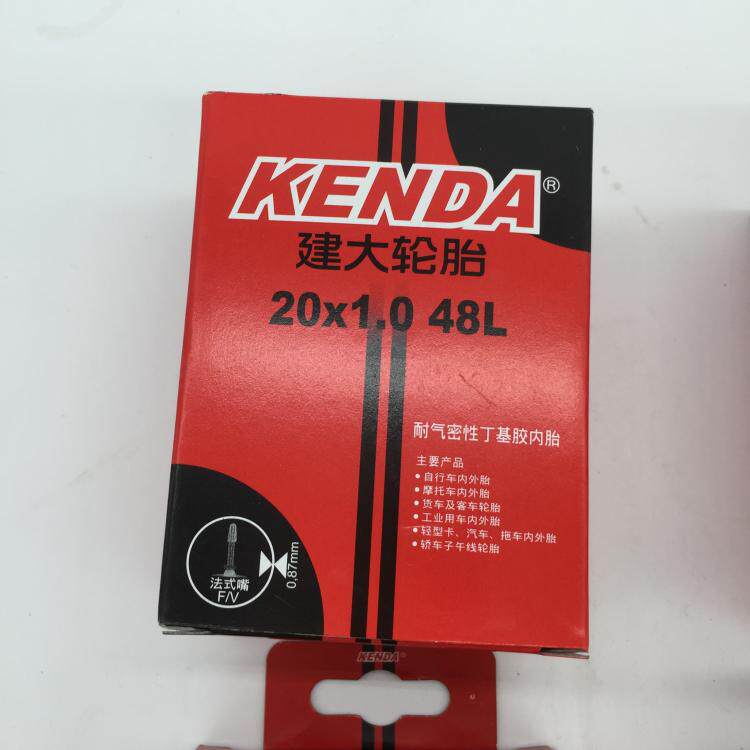 KENDA®
建大轮胎
20x1.0 48L
耐气密性丁基胶内胎
主要产品
• 自行车内外胎
• 摩托车内外胎
• 货车及客车轮胎
• 工业用车内外胎
• 轻型卡、汽车、拖车内外胎
• 轿车子午线轮胎
法式嘴
F/V
0.87mm
KENDA®